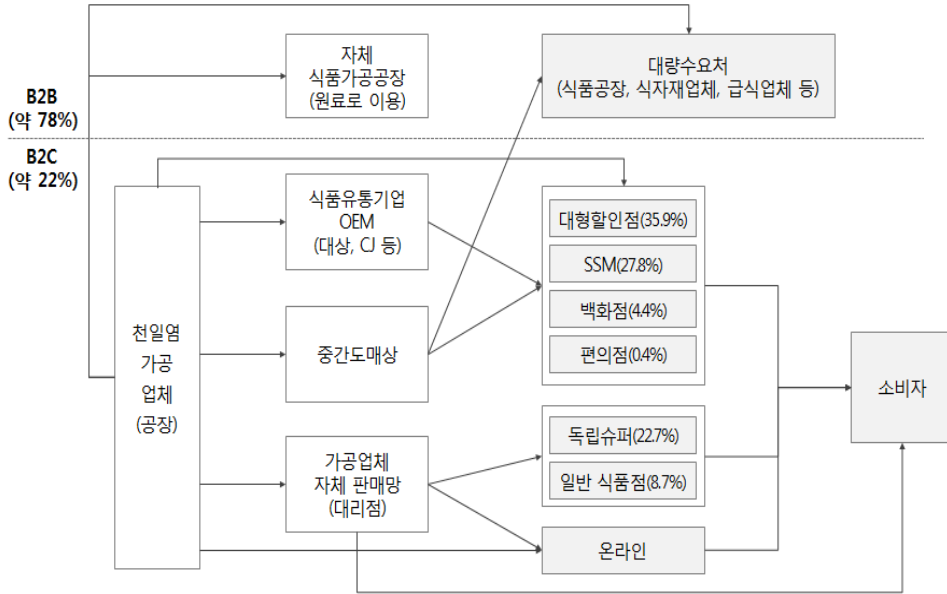 자체
식품가공공장
(원료로 이용)
대량수요처
(식품공장, 식자재업체, 급식업체 등)
B2B
(약 78%)
B2C
(약 22%)
천일염
가공
업체
(공장)
식품유통기업
OEM
(대상, CJ 등)
중간도매상
가공업체
자체 판매망
(대리점)
대형할인점(35.9%)
SSM(27.8%)
백화점(4.4%)
편의점(0.4%)
독립슈퍼(22.7%)
일반 식품점(8.7%)
온라인
소비자